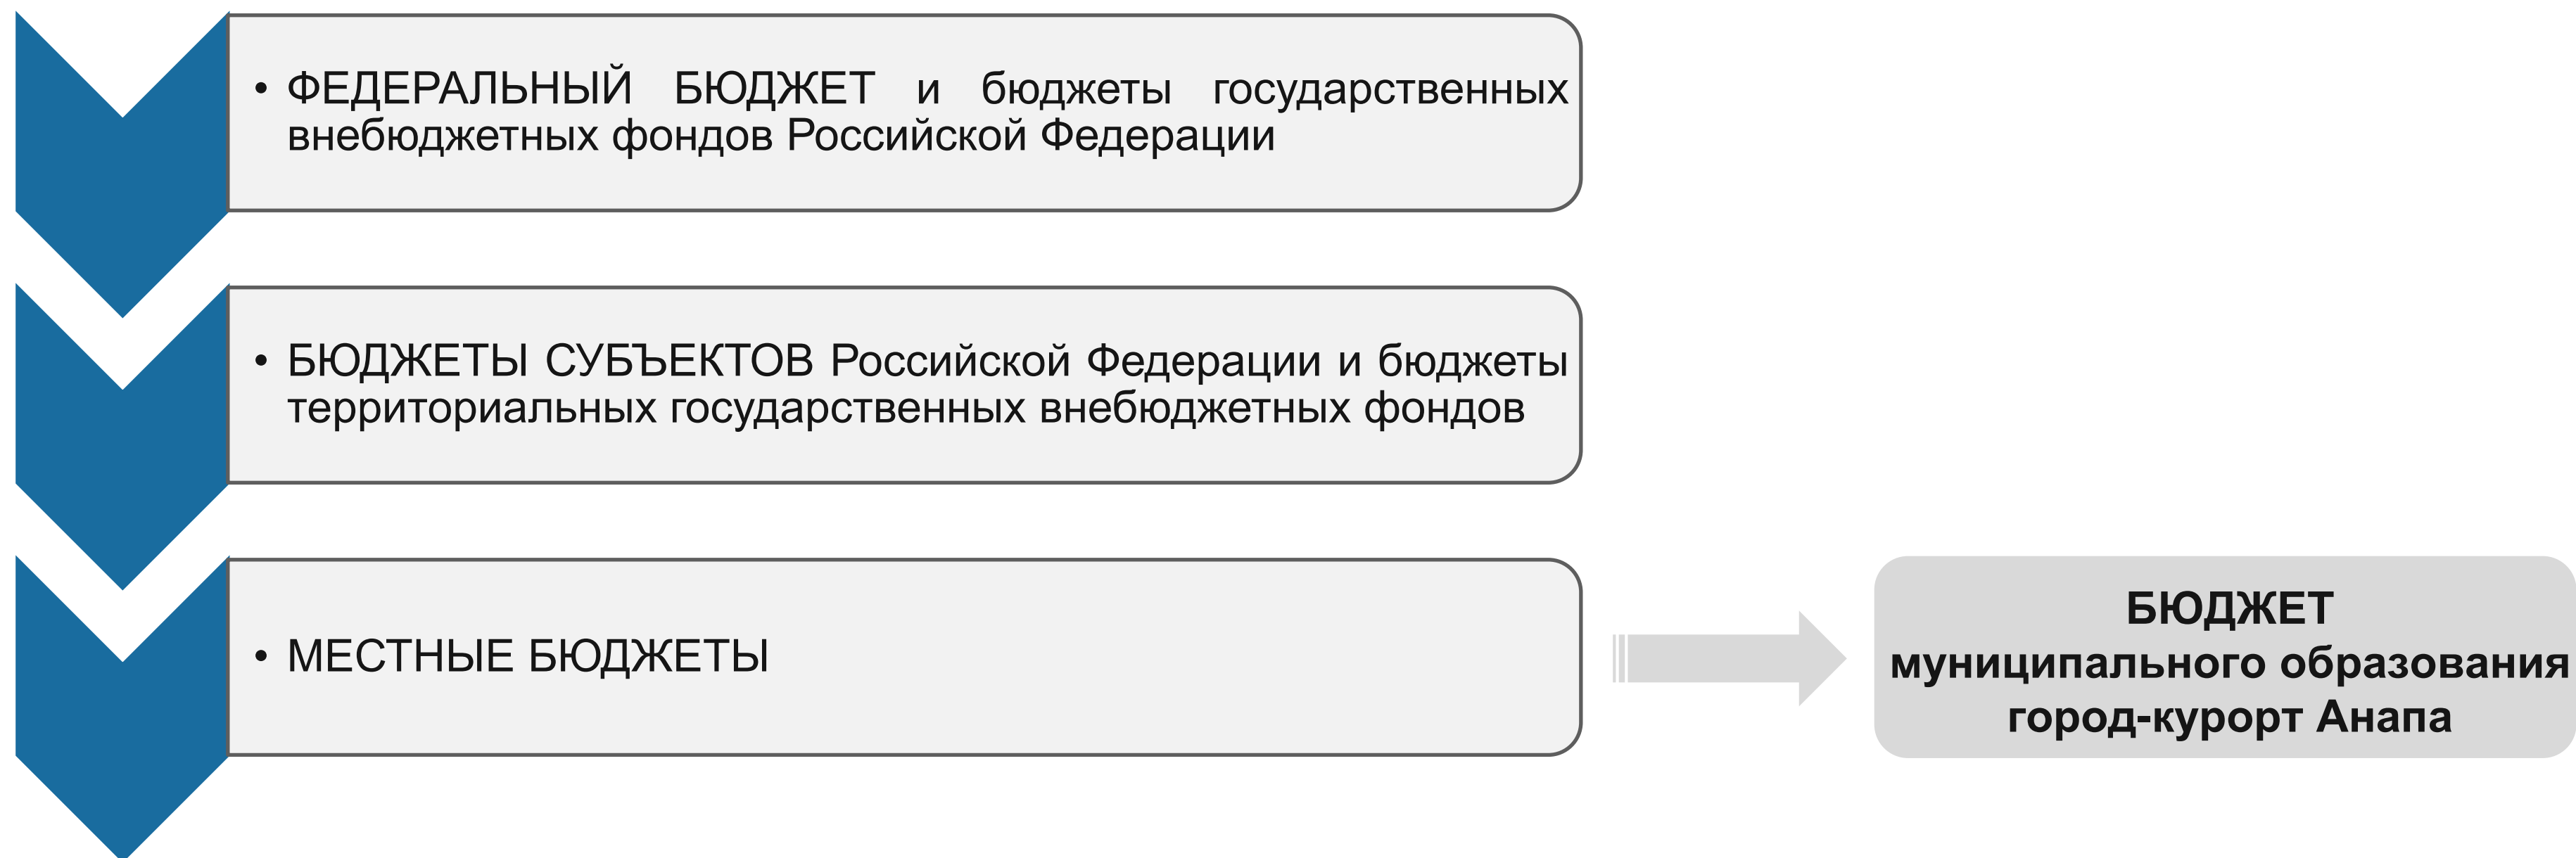 • ФЕДЕРАЛЬНЫЙ БЮДЖЕТ и бюджеты государственных
внебюджетных фондов Российской Федерации
• БЮДЖЕТЫ СУБЪЕКТОВ Российской Федерации и бюджеты
территориальных государственных внебюджетных фондов
• МЕСТНЫЕ БЮДЖЕТЫ
БЮДЖЕТ
муниципального образования
город-курорт Анапа